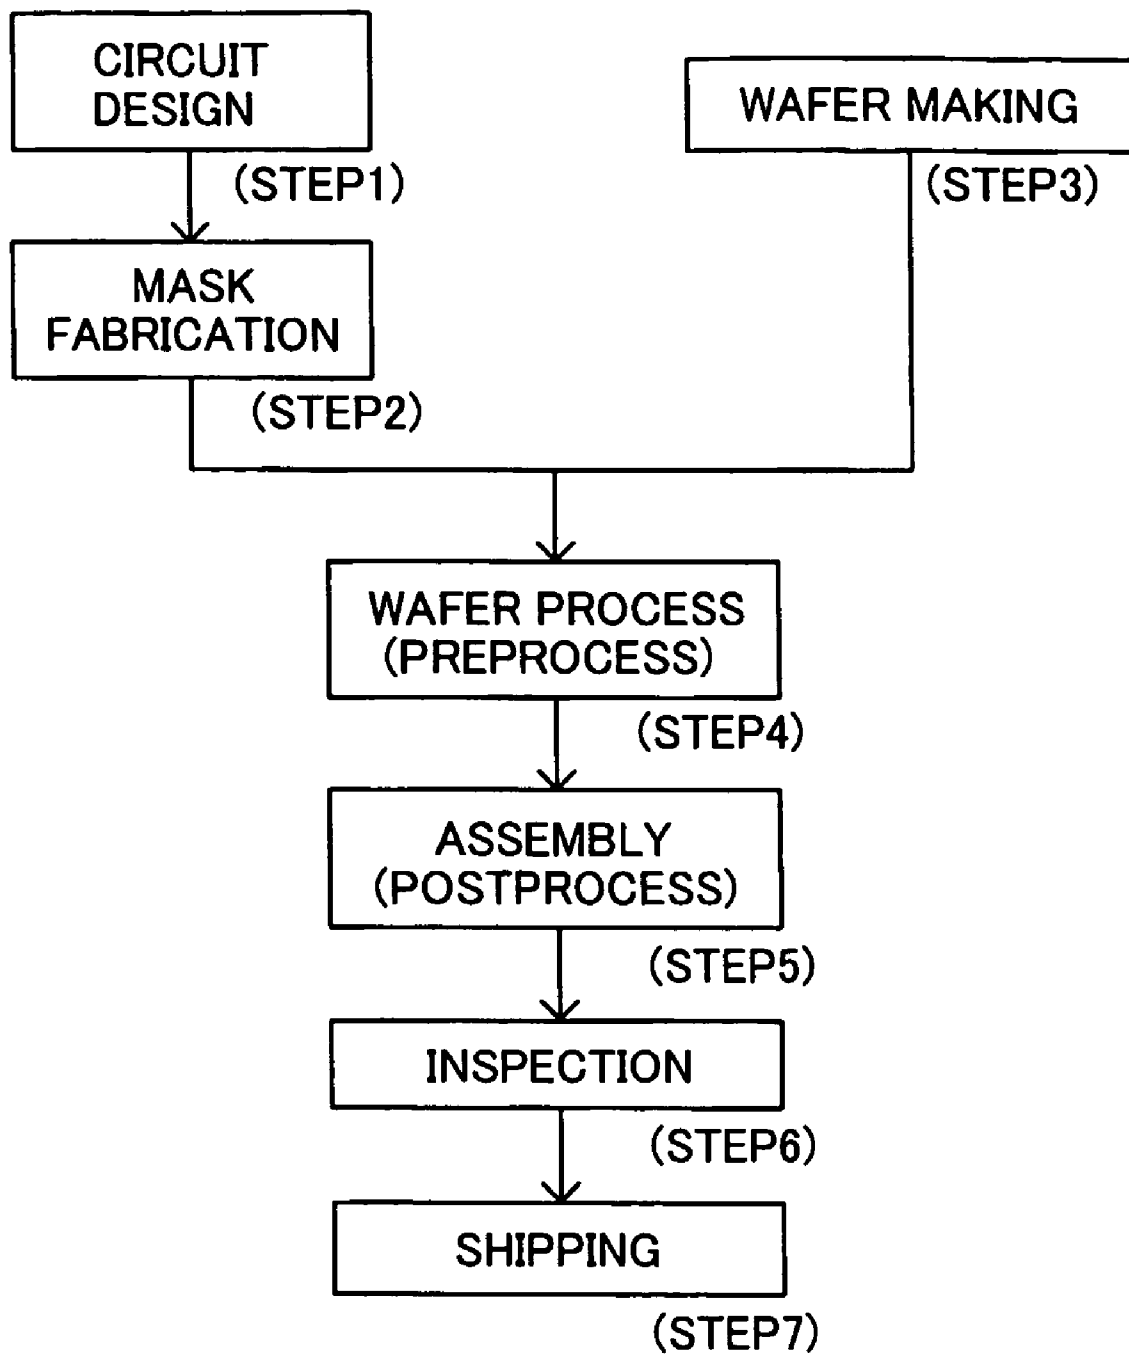 CIRCUIT
DESIGN
(STEP1)
WAFER MAKING
(STEP3)
MASK
FABRICATION
(STEP2)
WAFER PROCESS
(PREPROCESS)
(STEP4)
ASSEMBLY
(POSTPROCESS)
(STEP5)
INSPECTION
(STEP6)
SHIPPING
(STEP7)